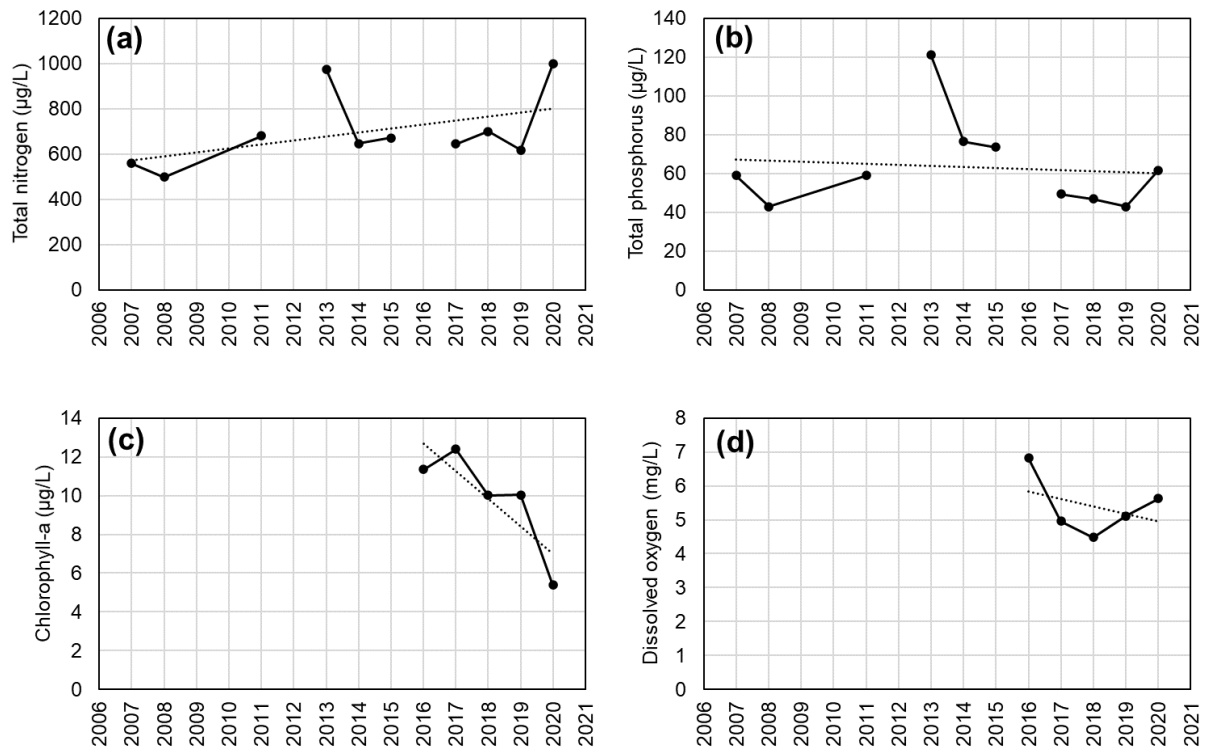 (a)
Total nitrogen (µg/L)
1200
1000
800
600
400
200
0
2006 2007 2008 2009 2010 2011 2012 2013 2014 2015 2016 2017 2018 2019 2020 2021
(b)
Total phosphorus (µg/L)
140
120
100
80
60
40
20
0
2006 2007 2008 2009 2010 2011 2012 2013 2014 2015 2016 2017 2018 2019 2020 2021
(c)
Chlorophyll-a (µg/L)
14
12
10
8
6
4
2
0
2006 2007 2008 2009 2010 2011 2012 2013 2014 2015 2016 2017 2018 2019 2020 2021
(d)
Dissolved oxygen (mg/L)
8
7
6
5
4
3
2
1
0
2006 2007 2008 2009 2010 2011 2012 2013 2014 2015 2016 2017 2018 2019 2020 2021